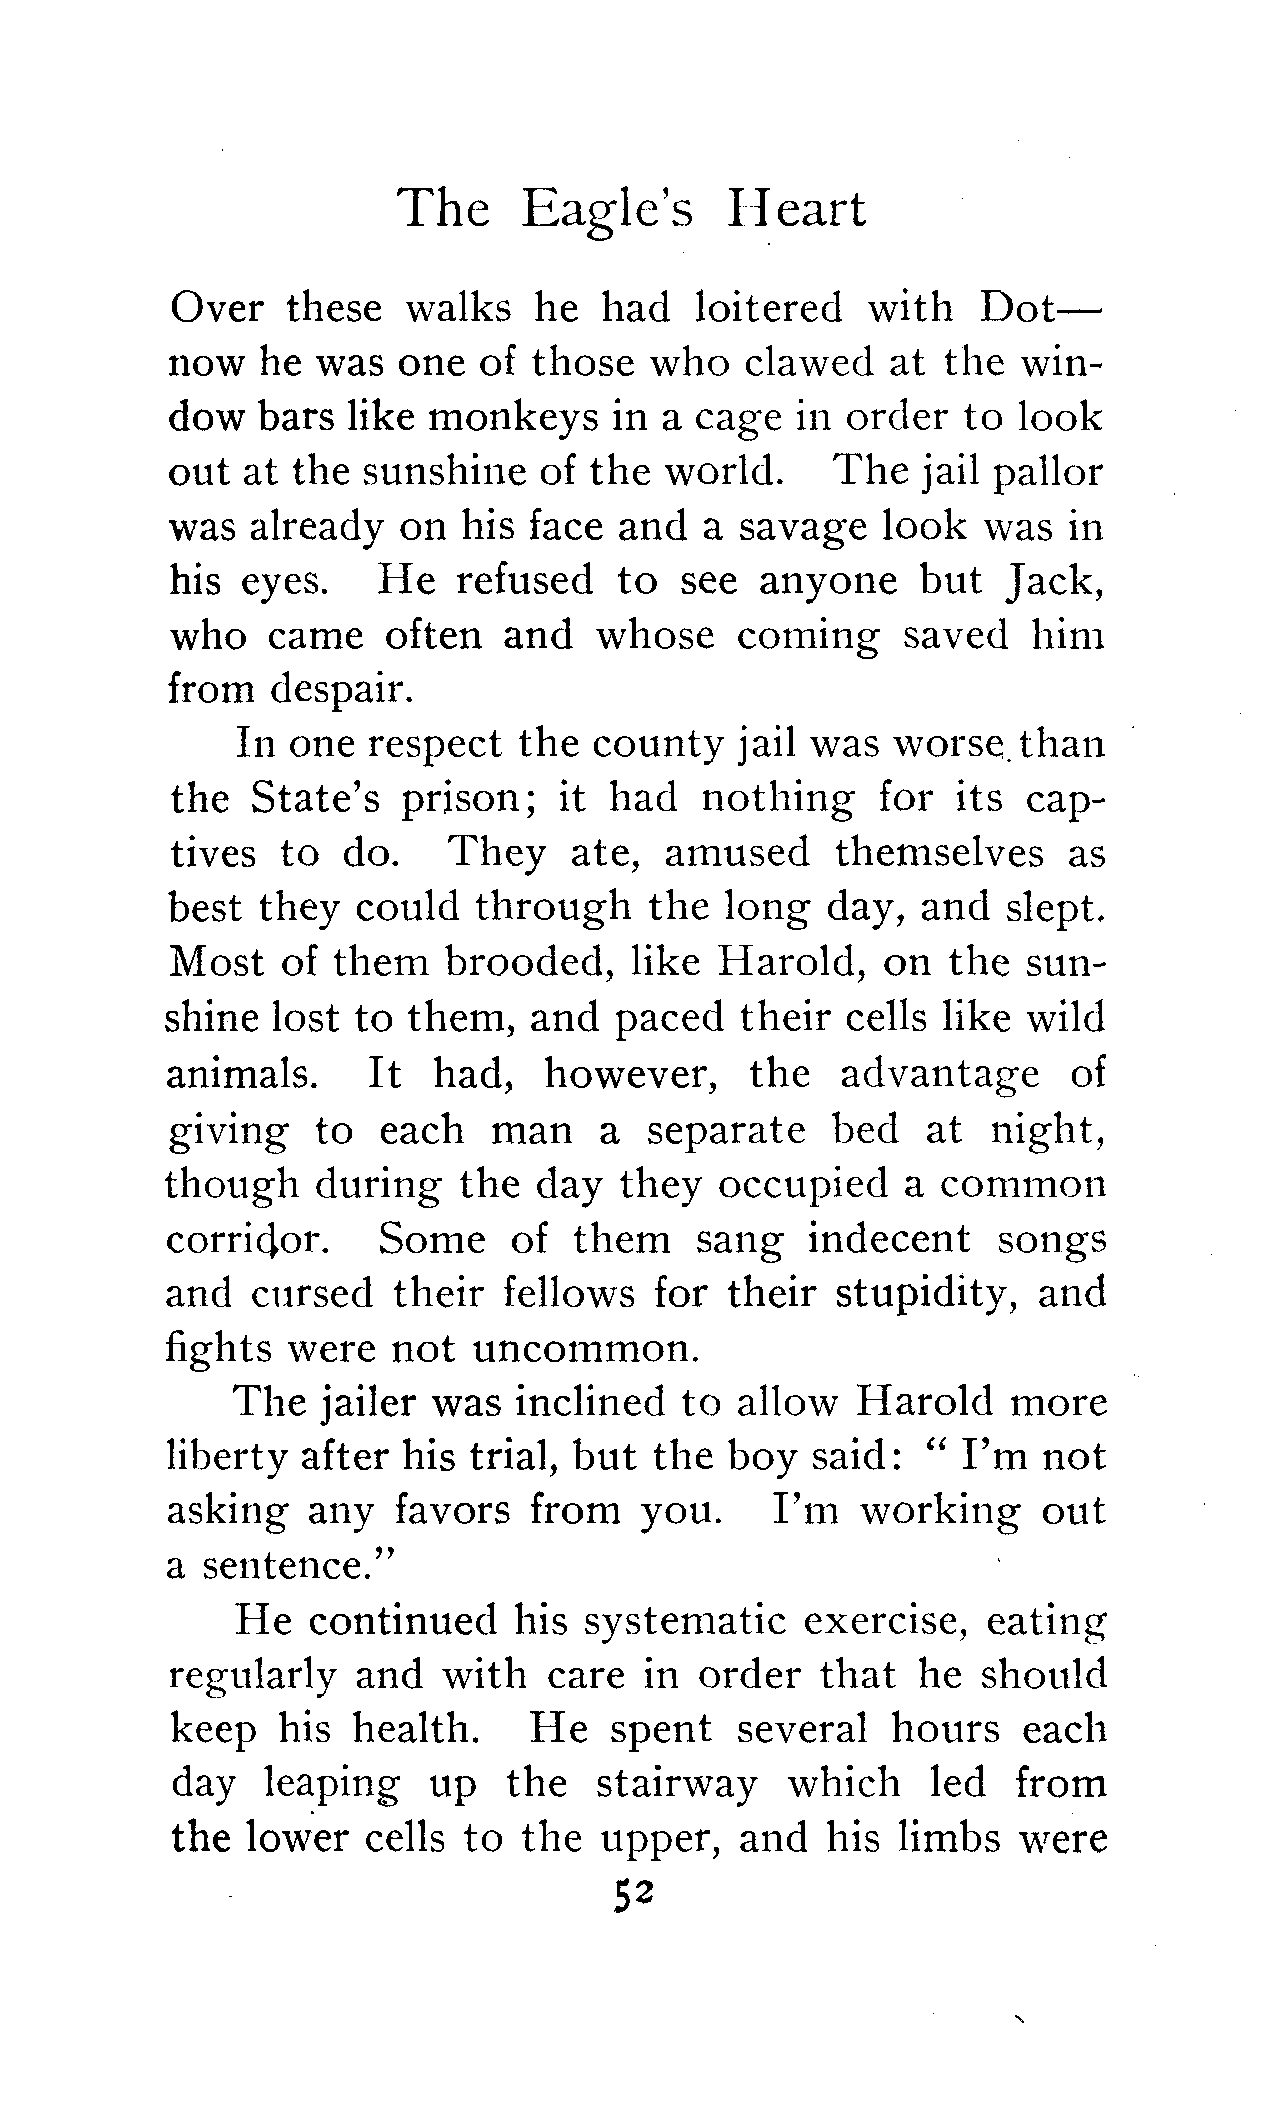 The Eagle's Heart
Over these walks he had loitered with Dot—
now he was one of those who clawed at the win-
dow bars like monkeys in a cage in order to look
out at the sunshine of the world. The jail pallor
was already on his face and a savage look was in
his eyes. He refused to see anyone but Jack,
who came often and whose coming saved him
from despair.
In one respect the county jail was worse than
the State's prison; it had nothing for its cap-
tives to do. They ate, amused themselves as
best they could through the long day, and slept.
Most of them brooded, like Harold, on the sun-
shine lost to them, and paced their cells like wild
animals. It had, however, the advantage of
giving to each man a separate bed at night,
though during the day they occupied a common
corridor. Some of them sang indecent songs
and cursed their fellows for their stupidity, and
fights were not uncommon.
The jailer was inclined to allow Harold more
liberty after his trial, but the boy said: “ I'm not
asking any favors from you. I'm working out
a sentence.”
He continued his systematic exercise, eating
regularly and with care in order that he should
keep his health. He spent several hours each
day leaping up the stairway which led from
the lower cells to the upper, and his limbs were
52